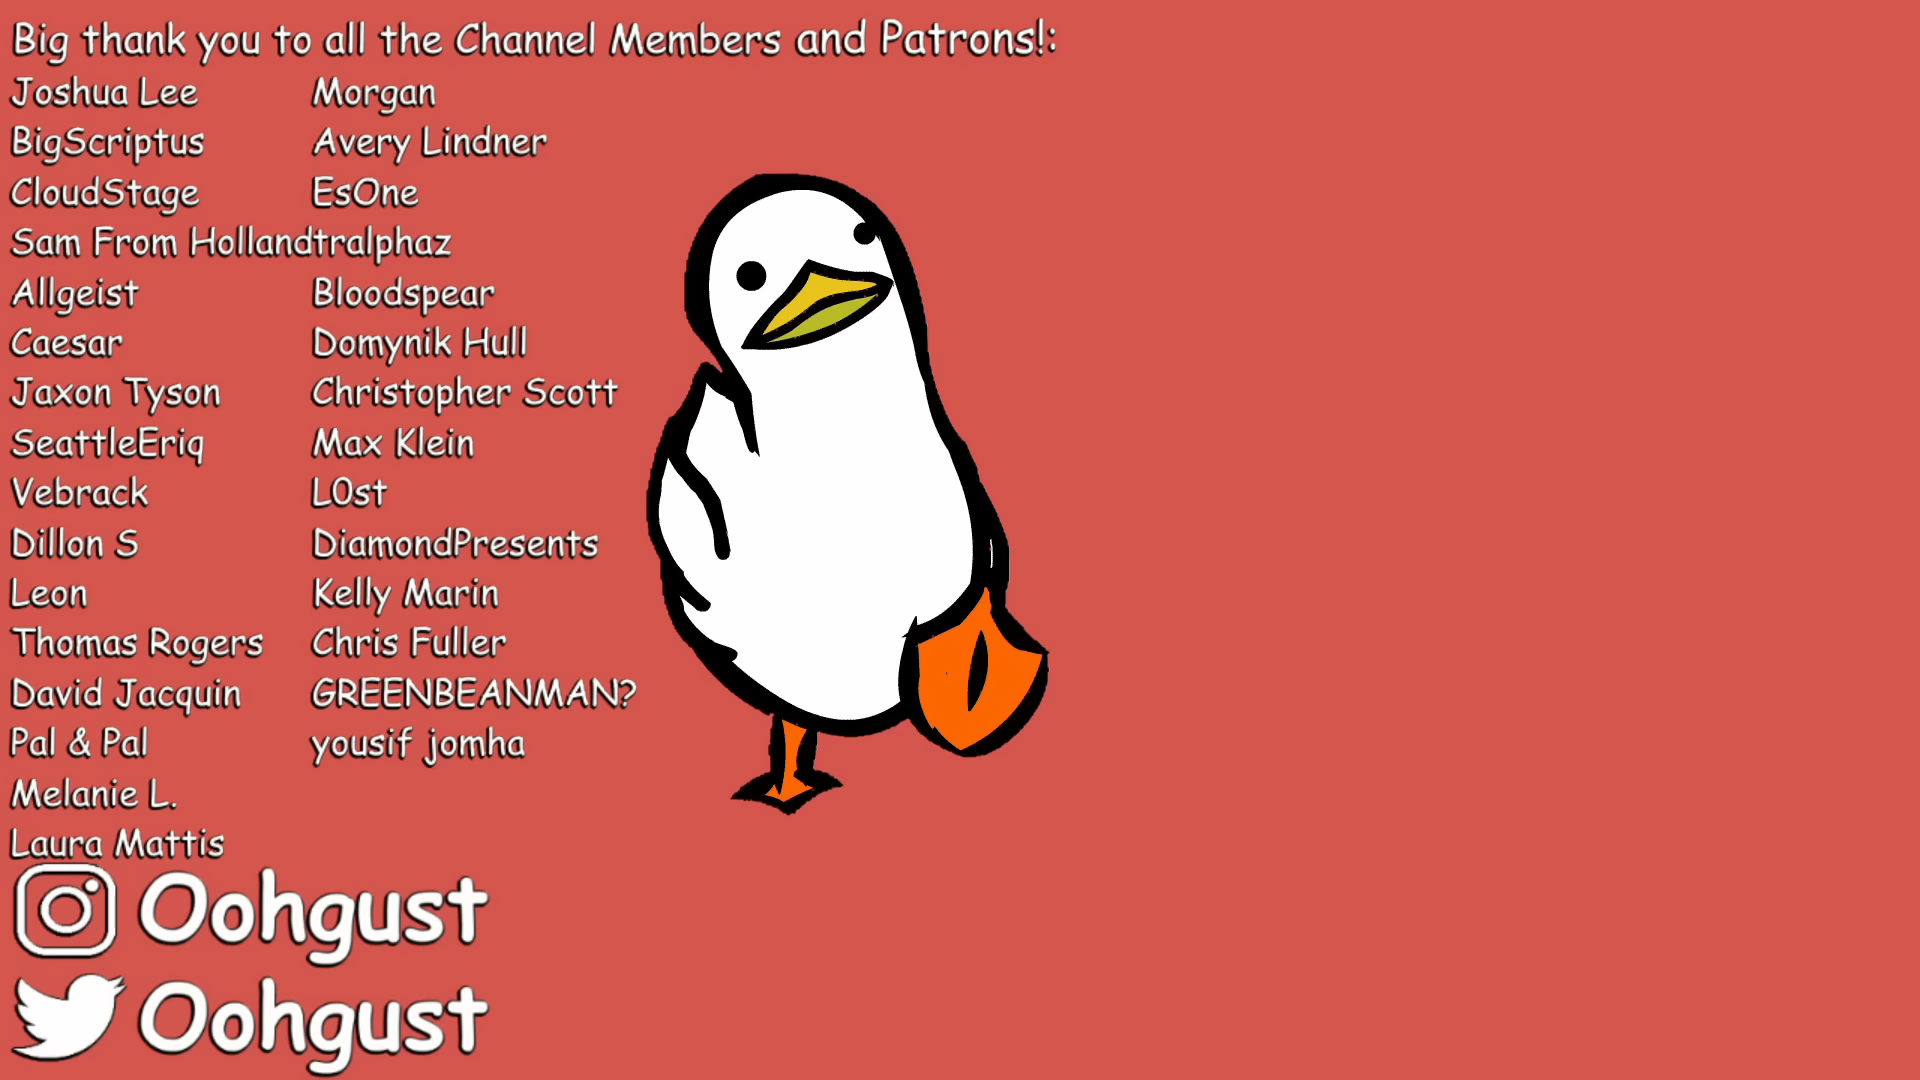 Big thank you to all the Channel Members and Patrons!:
Joshua Lee Morgan
BigScriptus Avery Lindner
CloudStage EsOne
Sam From Hollandtralphaz
Allgeist Bloodspear
Caesar Domynik Hull
Jaxon Tyson Christopher Scott
SeattleEriq Max Klein
Vebrack L0st
Dillon S DiamondPresents
Leon Kelly Marin
Thomas Rogers Chris Fuller
David Jacquin GREENBEANMAN?
Pal & Pal yousif jomha
Melanie L.
Laura Mattis
Oohgust
Oohgust